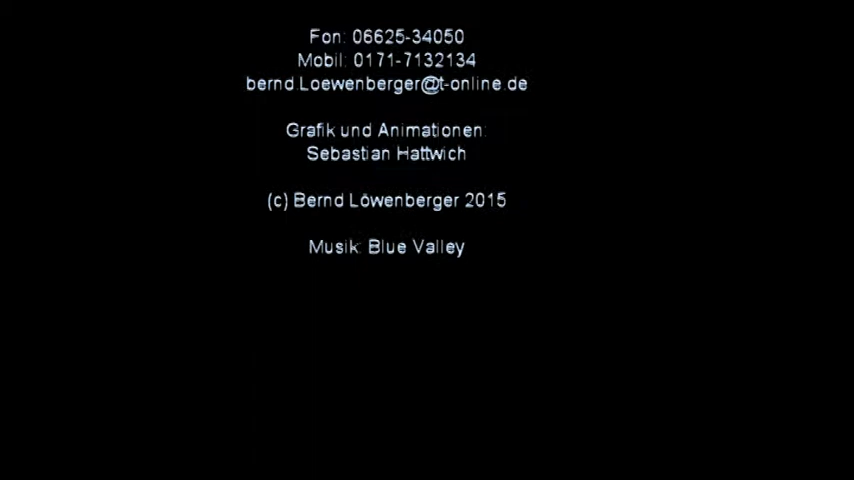 Fon: 06625-34050
Mobil: 0171-7132134
bernd.Loewenberger@t-online.de
Grafik und Animationen:
Sebastian Hattwich
(c) Bernd Löwenberger 2015
Musik: Blue Valley